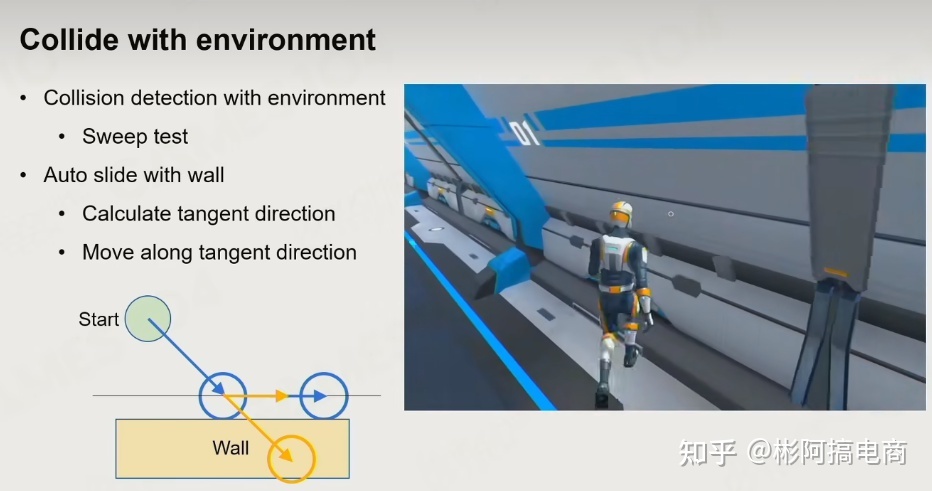 Collide with environment
• Collision detection with environment
• Sweep test
• Auto slide with wall
• Calculate tangent direction
• Move along tangent direction
01
Start
Wall
知乎 @彬阿搞电商